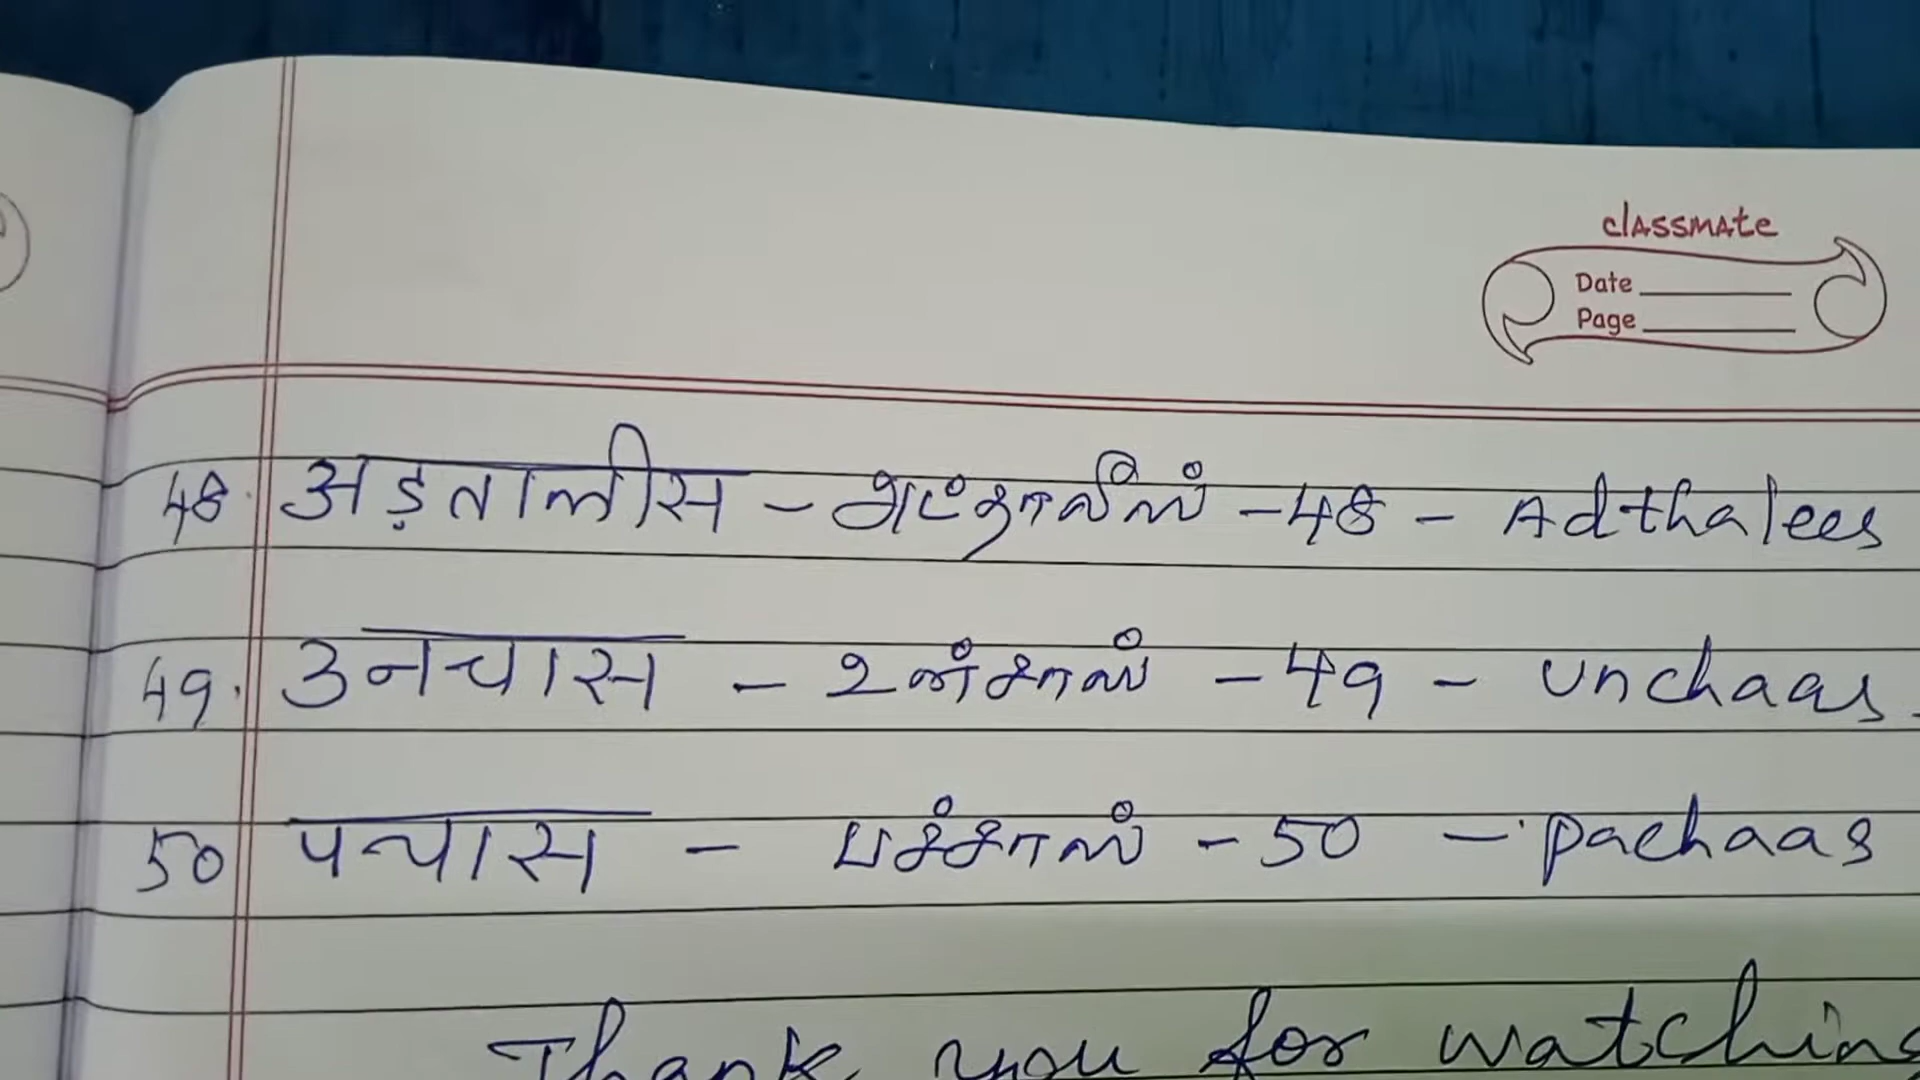 classmate
Date
Page
48. अड़तालीस - அட்தாலீஸ் - 48 - Adthalees
49. उनचास - உன்சாஸ் - 49 - unchaas.
50 पचास - பச்சாஸ் - 50 - pachaas
Thank you for watching